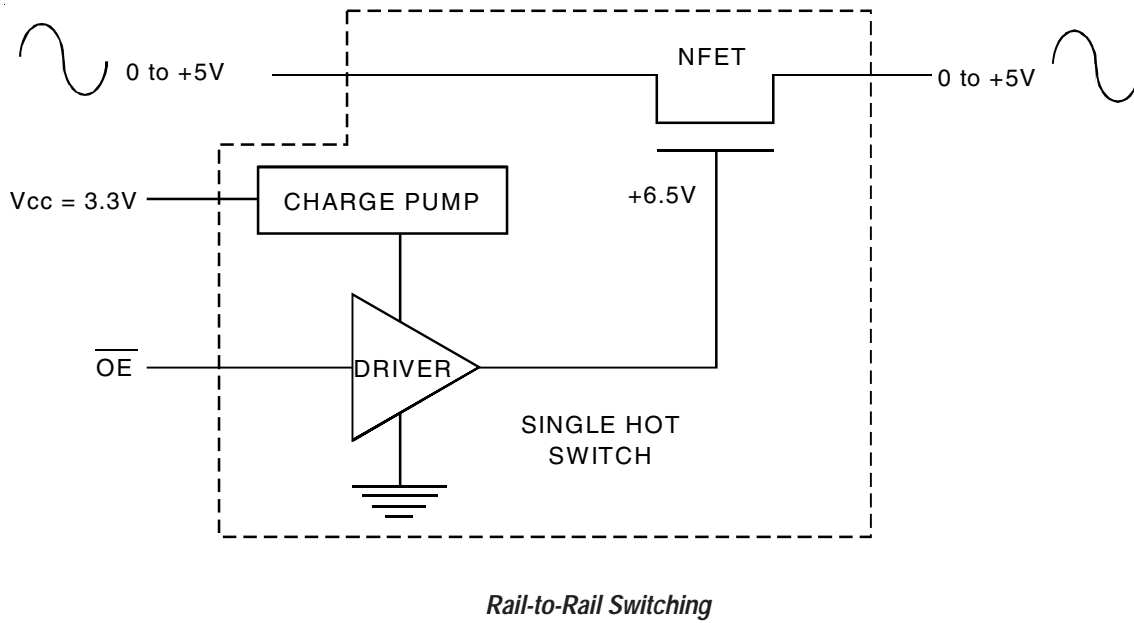 0 to +5V
NFET
0 to +5V
Vcc = 3.3V
CHARGE PUMP
+6.5V
OE
DRIVER
SINGLE HOT
SWITCH
Rail-to-Rail Switching